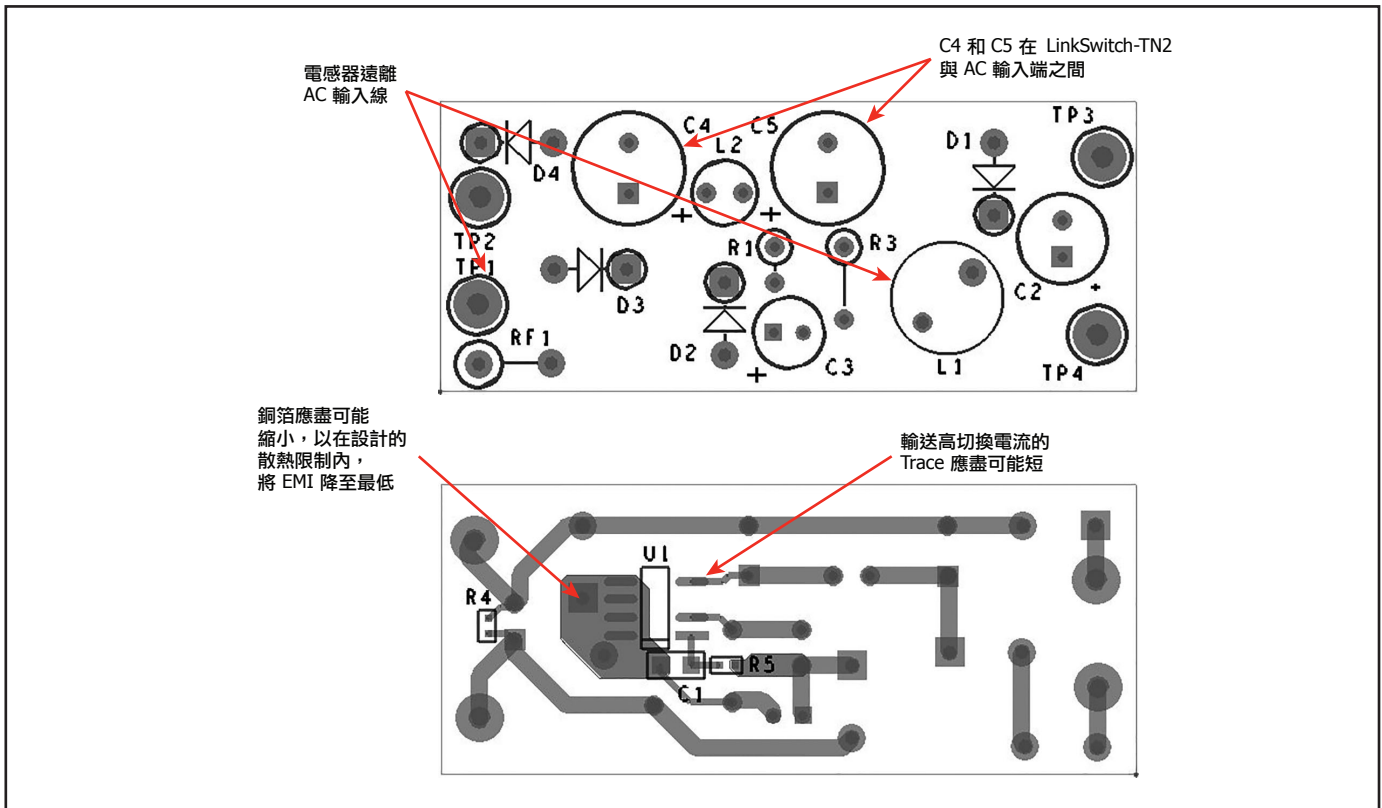 C4 和 C5 在 LinkSwitch-TN2
與 AC 輸入端之間
電感器遠離
AC 輸入線
TP3
C4
C5
L2
D1
D4
TP2
TP1
R1
R3
C2
+
+
+
D3
RF1
D2
+
C3
L1
TP4
銅箔應盡可能
縮小，以在設計的
散熱限制內，
將 EMI 降至最低
輸送高切換電流的
Trace 應盡可能短
U1
R4
R5
C1